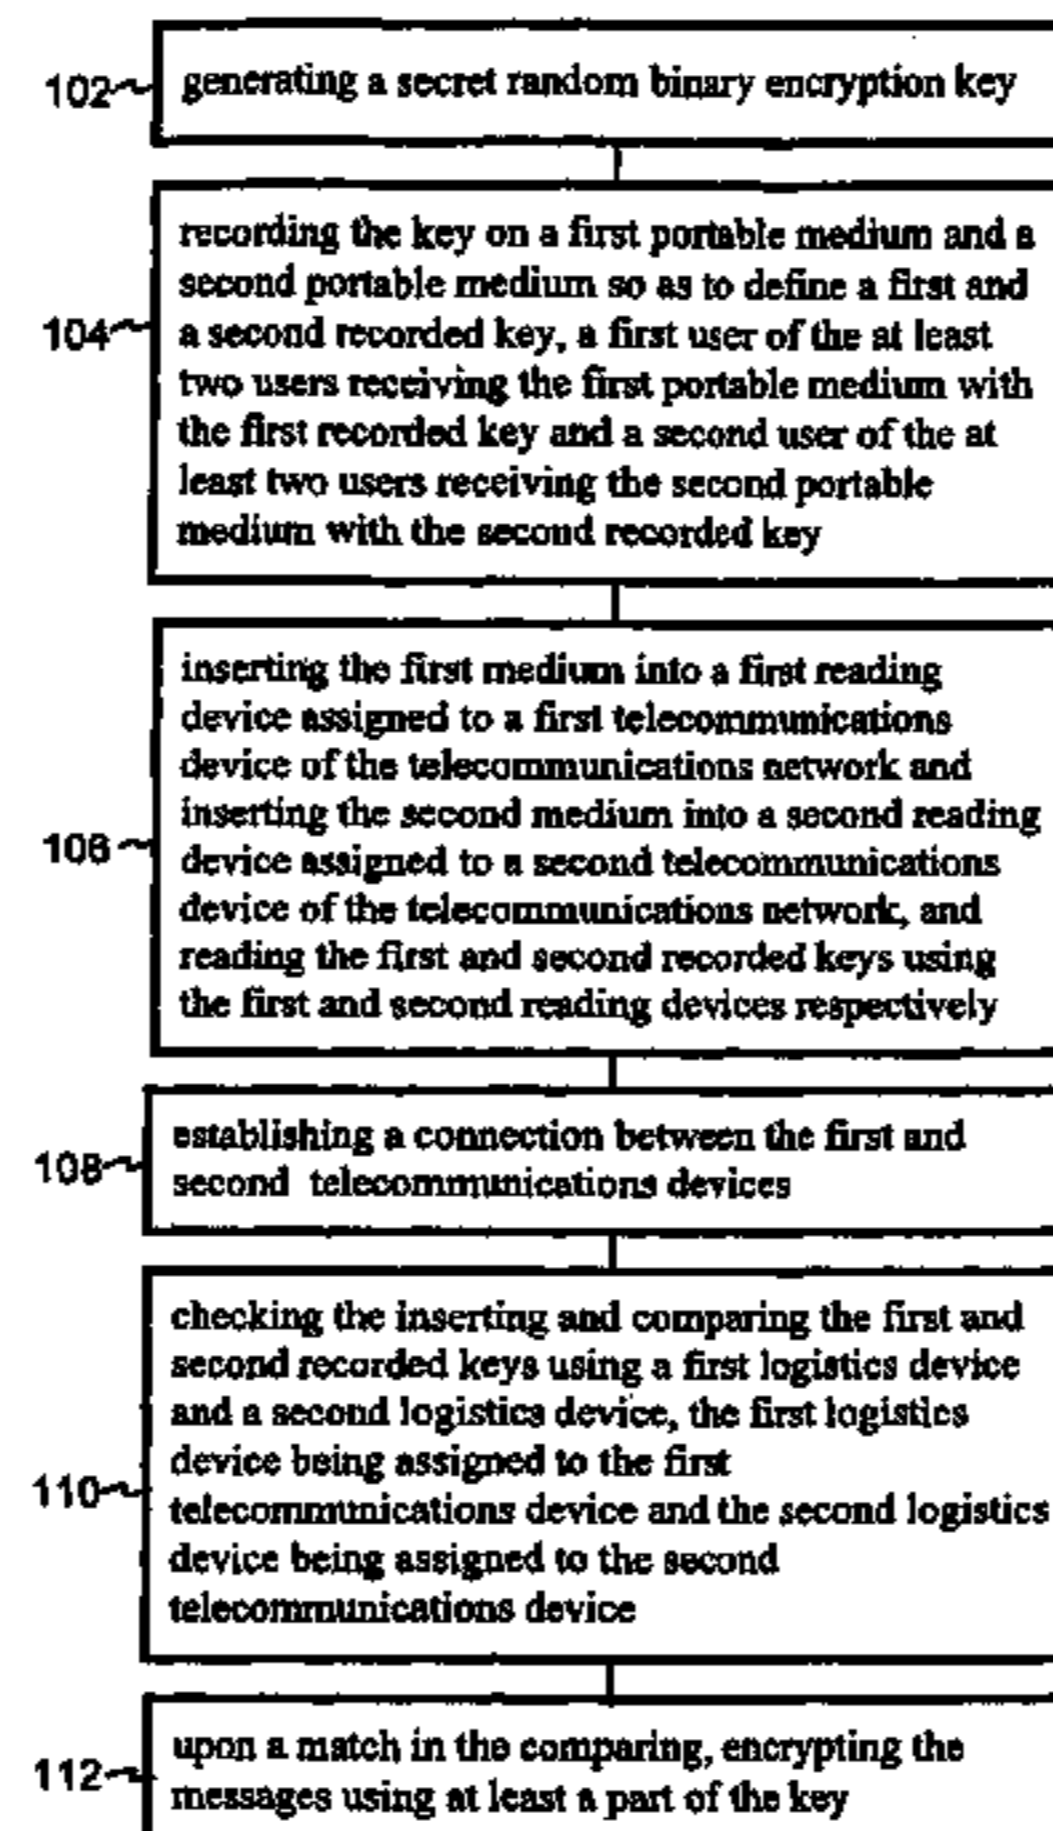 102 generating a secret random binary encryption key
recording the key on a first portable medium and a
second portable medium so as to define a first and
104 a second recorded key, a first user of the at least
two users receiving the first portable medium with
the first recorded key and a second user of the at
least two users receiving the second portable
medium with the second recorded key
inserting the first medium into a first reading
device assigned to a first telecommunications
device of the telecommunications network and
inserting the second medium into a second reading
106 device assigned to a second telecommunications
device of the telecommunications network, and
reading the first and second recorded keys using
the first and second reading devices respectively
establishing a connection between the first and
108 second telecommunications devices
checking the inserting and comparing the first and
second recorded keys using a first logistics device
and a second logistics device, the first logistics
device being assigned to the first
110 telecommunications device and the second logistics
device being assigned to the second
telecommunications device
upon a match in the comparing, encrypting the
112 messages using at least a part of the key